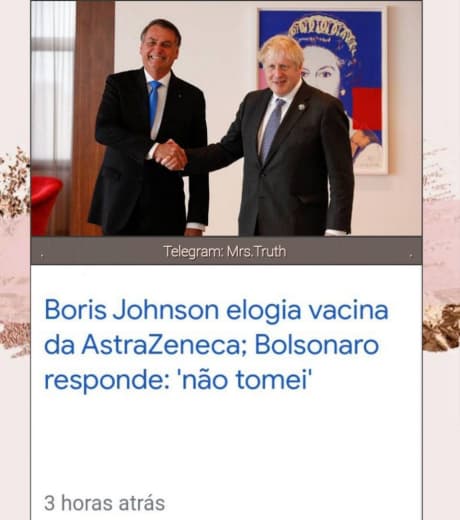 . Telegram: Mrs.Truth .
Boris Johnson elogia vacina
da AstraZeneca; Bolsonaro
responde: 'não tomei'
3 horas atrás